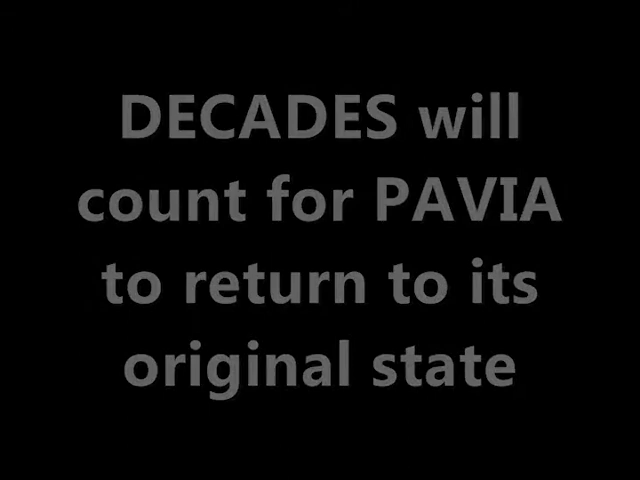 DECADES will
count for PAVIA
to return to its
original state